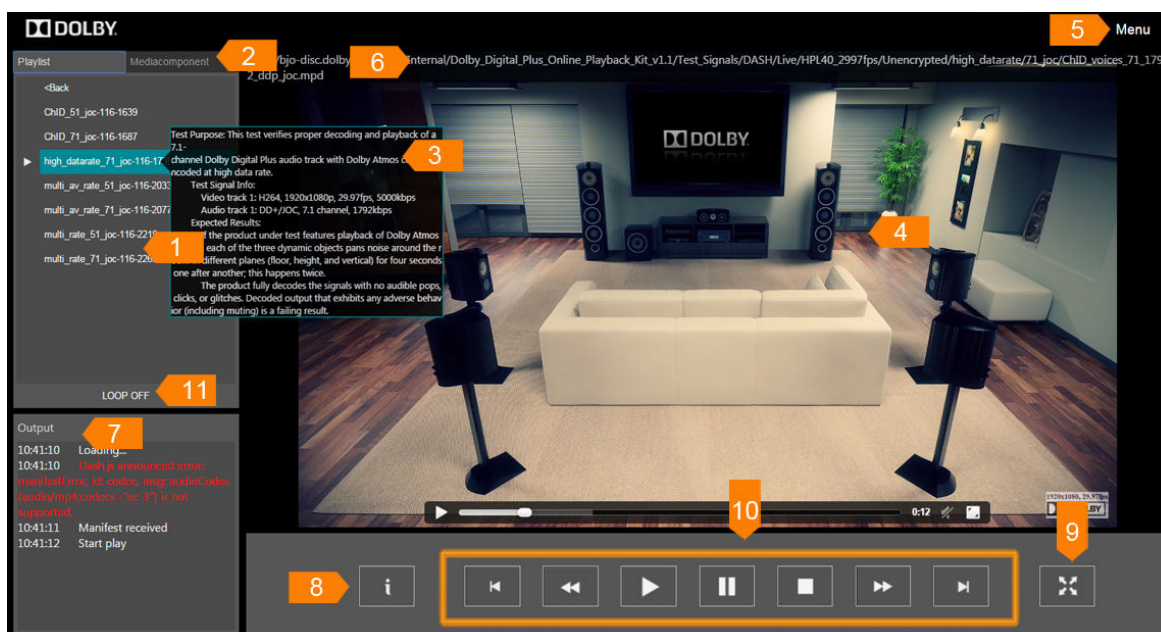 DOLBY
5
Menu
Playlist
Mediacomponent
2
/bjo-disc.dolby
6
nternal/Dolby_Digital_Plus_Online_Playback_Kit_v1.1/Test_Signals/DASH/Live/HPL40_2997fps/Unencrypted/high_datarate/71_joc/ChID_voices_71_179
2_ddp_joc.mpd
<Back
ChID_51_joc-116-1639
ChID_71_joc-116-1687
high_datarate_71_joc-116-17
multi_av_rate_51_joc-116-2033
multi_av_rate_71_joc-116-2077
multi_rate_51_joc-116-221
multi_rate_71_joc-116-226
1
Test Purpose: This test verifies proper decoding and playback of a
7.1-
channel Dolby Digital Plus audio track with Dolby Atmos
ncoded at high data rate.
3
Test Signal Info:
Video track 1: H264, 1920x1080p, 29.97fps, 5000kbps
Audio track 1: DD+/JOC, 7.1 channel, 1792kbps
Expected Results:
f the product under test features playback of Dolby Atmos
each of the three dynamic objects pans noise around the r
different planes (floor, height, and vertical) for four seconds
one after another; this happens twice.
The product fully decodes the signals with no audible pops,
clicks, or glitches. Decoded output that exhibits any adverse behav
ior (including muting) is a failing result.
DOLBY
4
LOOP OFF
11
Output
7
10:41:10 Loading...
10:41:10 Dash.js announced error:
manifestError, id: codec, msg: audioCodec
(audio/mp4;codecs="ec-3") is not
supported.
10:41:11 Manifest received
10:41:12 Start play
0:12
1920x1080, 29.97fps
10
9
8
i